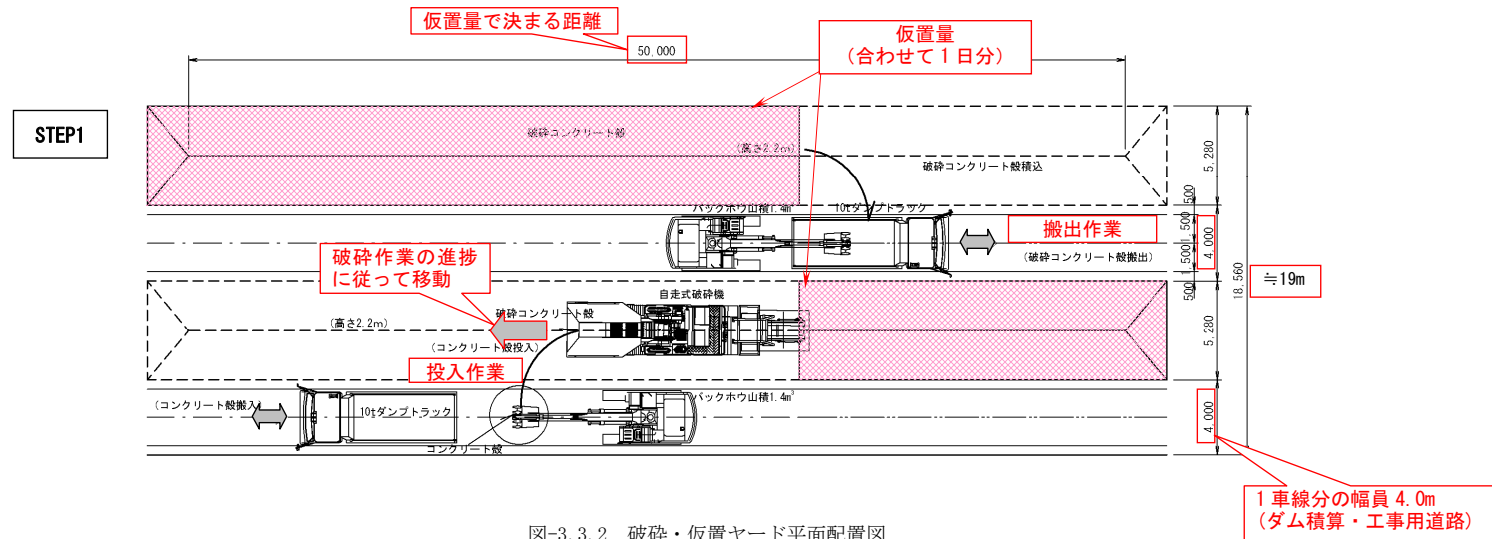 仮置量で決まる距離
50,000
仮置量
(合わせて1日分)
STEP1
破砕コンクリート殻
(高さ2.2m)
破砕コンクリート殻積込
5,280
500
バックホウ山積1.4m³
10tダンプトラック
搬出作業
(破砕コンクリート殻搬出)
1,500
1,500
4,000
500
18,560
≒19m
破砕作業の進捗
に従って移動
自走式破砕機
破砕コンクリート殻
(高さ2.2m)
(コンクリート殻投入)
投入作業
5,280
(コンクリート殻搬入)
10tダンプトラック
バックホウ山積1.4m³
コンクリート殻
4,000
1車線分の幅員4.0m
(ダム積算・工事用道路)
図-3.3.2 破砕・仮置ヤード平面配置図